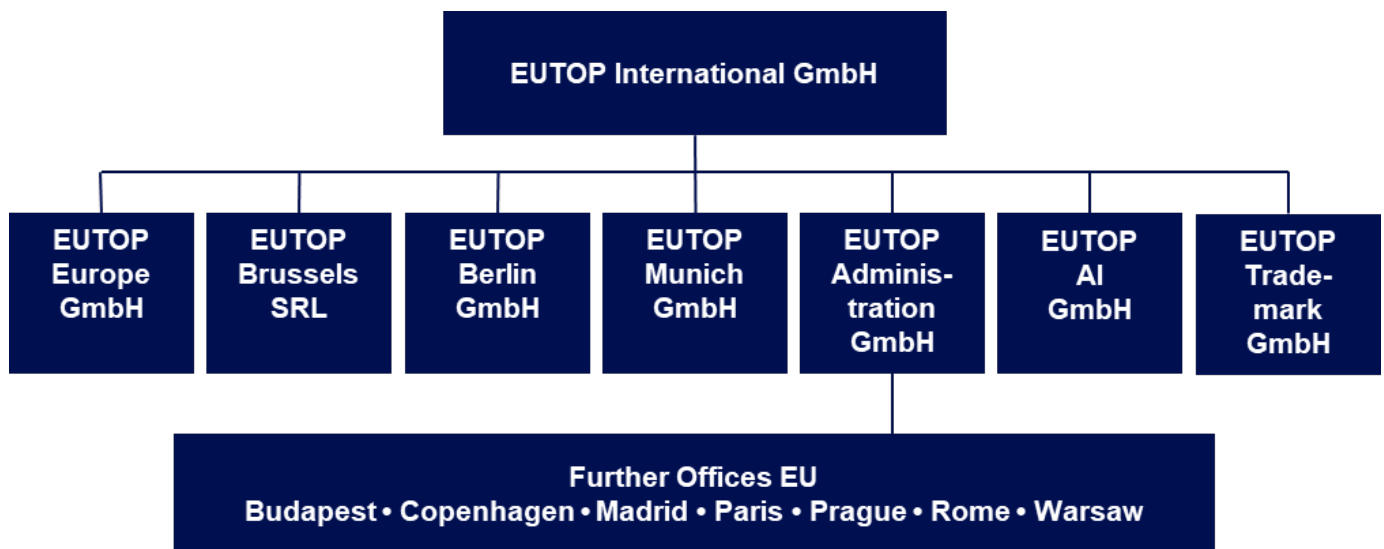 EUTOP International GmbH
EUTOP
Europe
GmbH
EUTOP
Brussels
SRL
EUTOP
Berlin
GmbH
EUTOP
Munich
GmbH
EUTOP
Adminis-
tration
GmbH
EUTOP
AI
GmbH
EUTOP
Trade-
mark
GmbH
Further Offices EU
Budapest • Copenhagen • Madrid • Paris • Prague • Rome • Warsaw